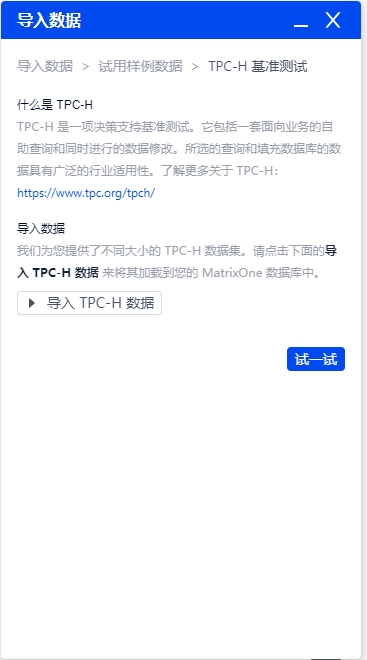 导入数据
导入数据 > 试用样例数据 > TPC-H 基准测试
什么是 TPC-H
TPC-H 是一项决策支持基准测试。它包括一套面向业务的自
助查询和同时进行的数据修改。所选的查询和填充数据库的数
据具有广泛的行业适用性。了解更多关于 TPC-H：
https://www.tpc.org/tpch/
导入数据
我们为您提供了不同大小的 TPC-H 数据集。请点击下面的导
入 TPC-H 数据 来将其加载到您的 MatrixOne 数据库中。
导入 TPC-H 数据
试一试